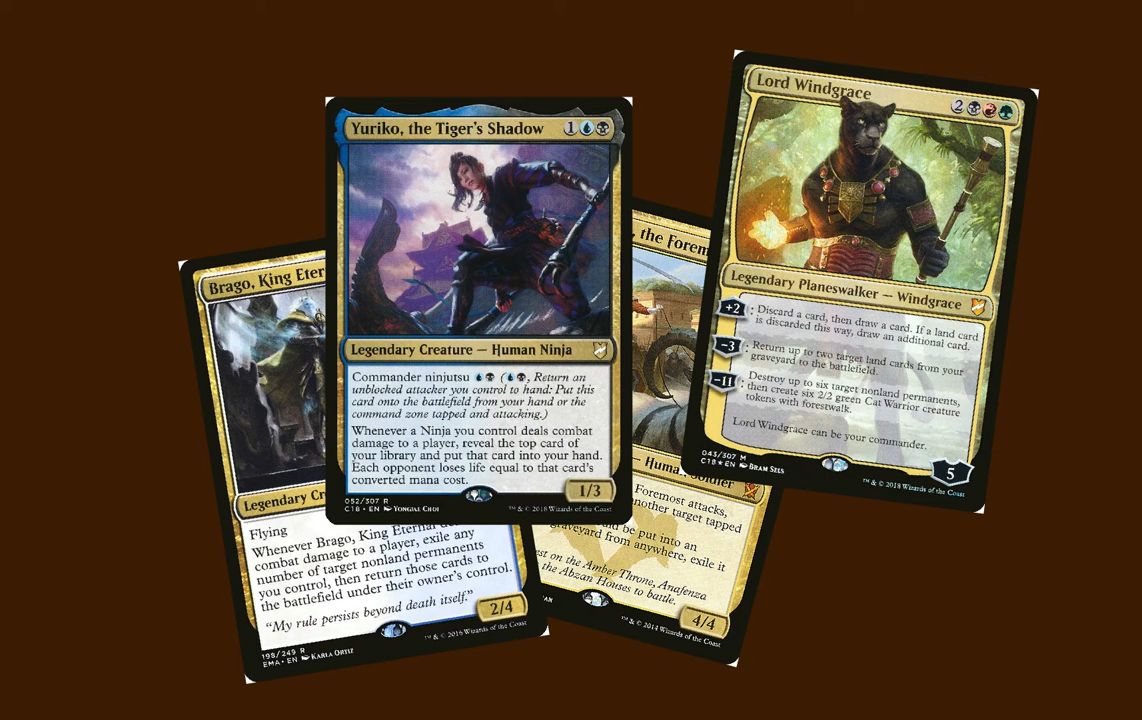 Yuriko, the Tiger's Shadow
1
Legendary Creature — Human Ninja
Commander ninjutsu (, Return an
unblocked attacker you control to hand: Put this
card onto the battlefield from your hand or the
command zone tapped and attacking.)
Whenever a Ninja you control deals combat
damage to a player, reveal the top card of
your library and put that card into your hand.
Each opponent loses life equal to that card's
converted mana cost.
1/3
052/307 R
C18 • EN Yongjae Choi
™ & © 2018 Wizards of the Coast
Lord Windgrace
2
Legendary Planeswalker — Windgrace
+2 : Discard a card, then draw a card. If a land card
is discarded this way, draw an additional card.
-3 : Return up to two target land cards from your
graveyard to the battlefield.
-11 : Destroy up to six target nonland permanents,
then create six 2/2 green Cat Warrior creature
tokens with forestwalk.
Lord Windgrace can be your commander.
5
043/307 M
C18 ★ EN Bram Sels
™ & © 2018 Wizards of the Coast
Brago, King Eter
Legendary Cr
Flying
Whenever Brago, King Eternal
combat damage to a player, exile any
number of target nonland permanents
you control, then return those cards to
the battlefield under their owner's control.
"My rule persists beyond death itself."
2/4
198/249 R
EMA • EN Karla Ortiz
™ & © 2016 Wizards of the Coast
, the Forem
Human Soldier
Foremost attacks,
another target tapped
be put into an
graveyard from anywhere, exile it
on the Amber Throne, Anafenza
the Abzan Houses to battle.
4/4
™ & © 2014 Wizards of the Coast